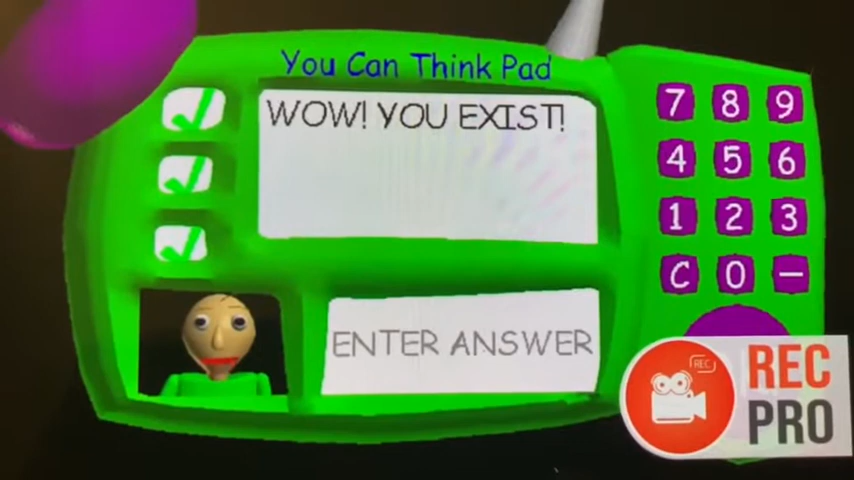 You Can Think Pad
WOW! YOU EXIST!
7 8 9
4 5 6
1 2 3
C 0 −
ENTER ANSWER
REC
REC
PRO